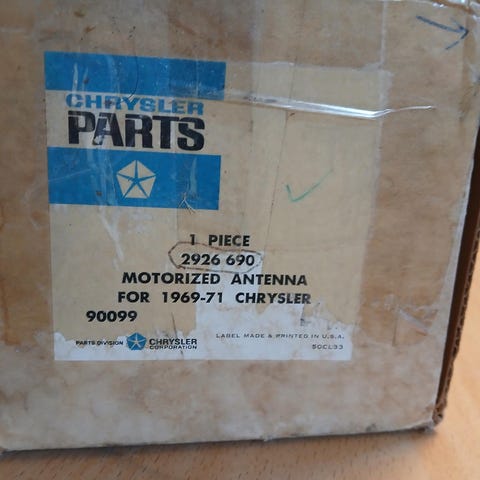 CHRYSLER
PARTS
1 PIECE
2926 690
MOTORIZED ANTENNA
FOR 1969-71 CHRYSLER
90099
PARTS DIVISION CHRYSLER CORPORATION
LABEL MADE & PRINTED IN U.S.A.
50CL33